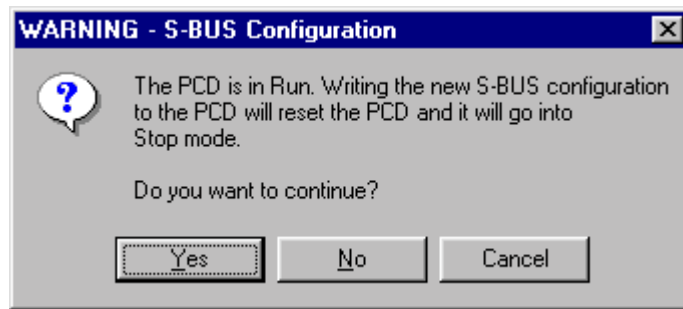 WARNING - S-BUS Configuration
The PCD is in Run. Writing the new S-BUS configuration
to the PCD will reset the PCD and it will go into
Stop mode.
Do you want to continue?
Yes No Cancel